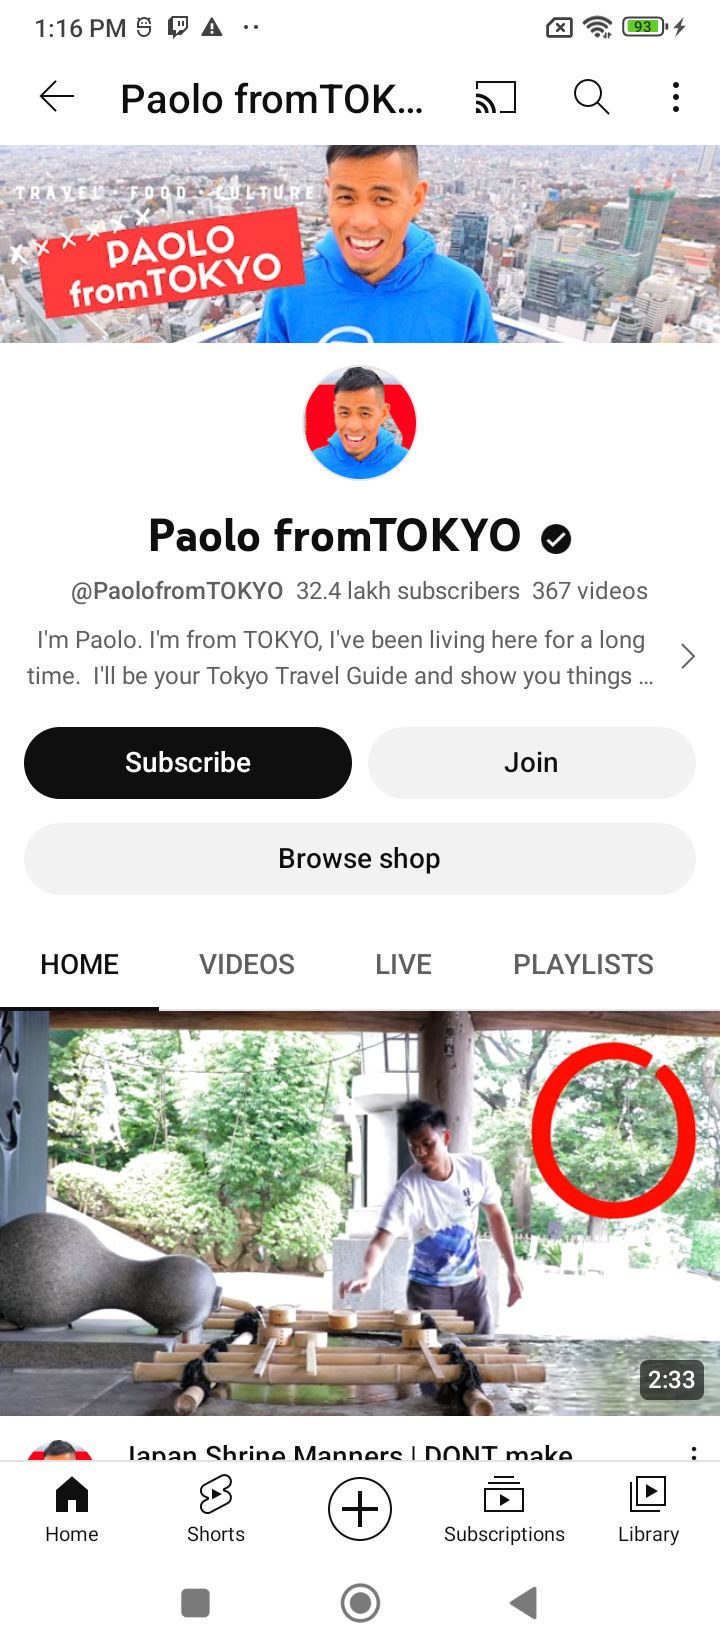 1:16 PM
93
Paolo fromTOK...
TRAVEL · FOOD · CULTURE
PAOLO
fromTOKYO
Paolo fromTOKYO
@PaolofromTOKYO 32.4 lakh subscribers 367 videos
I'm Paolo. I'm from TOKYO, I've been living here for a long
time. I'll be your Tokyo Travel Guide and show you things ...
Subscribe
Join
Browse shop
HOME
VIDEOS
LIVE
PLAYLISTS
2:33
Japan Shrine Manners | DONT make
Home
Shorts
Subscriptions
Library